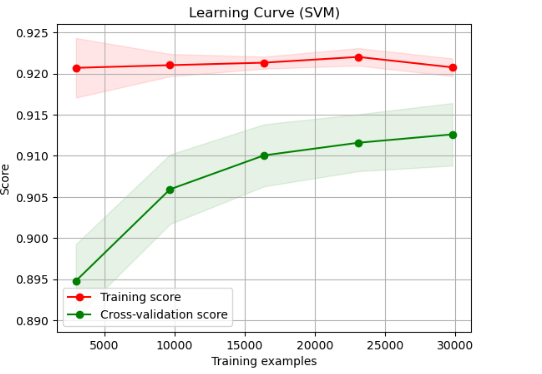 Learning Curve (SVM)
0.925
0.920
0.915
0.910
0.905
0.900
0.895
0.890
Score
Training score
Cross-validation score
5000 10000 15000 20000 25000 30000
Training examples